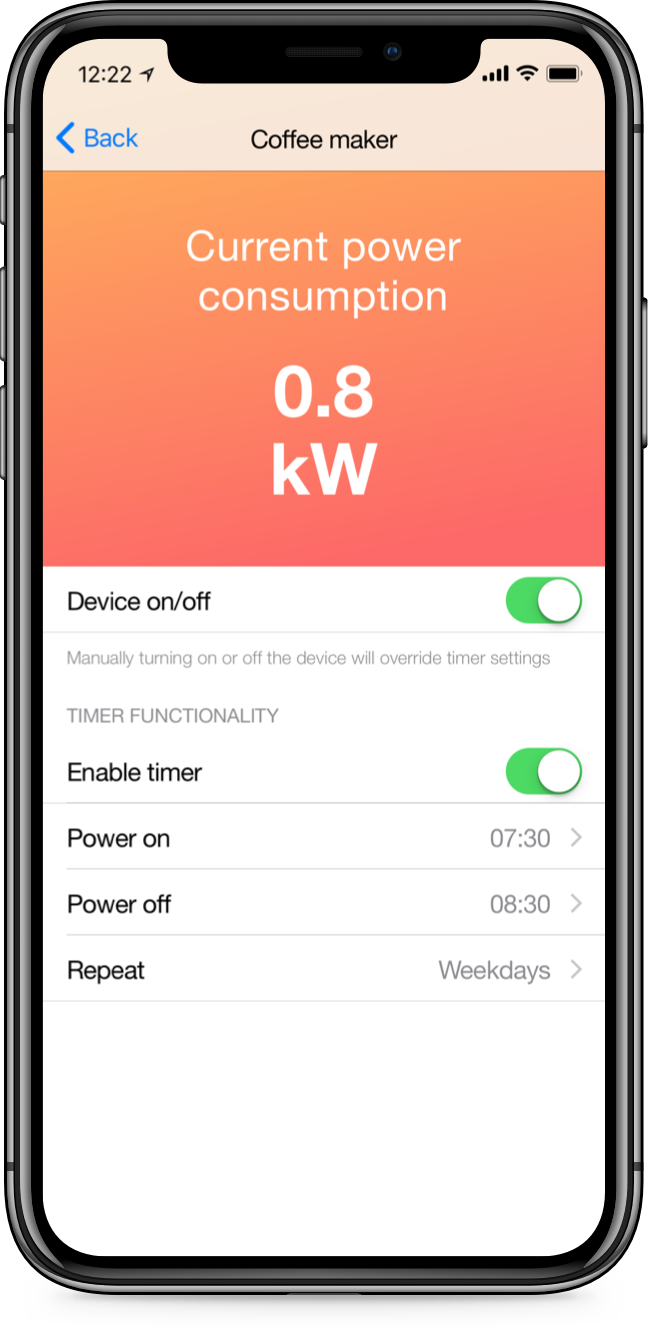 12:22
Back
Coffee maker
Current power
consumption
0.8
kW
Device on/off
Manually turning on or off the device will override timer settings
TIMER FUNCTIONALITY
Enable timer
Power on 07:30
Power off 08:30
Repeat Weekdays